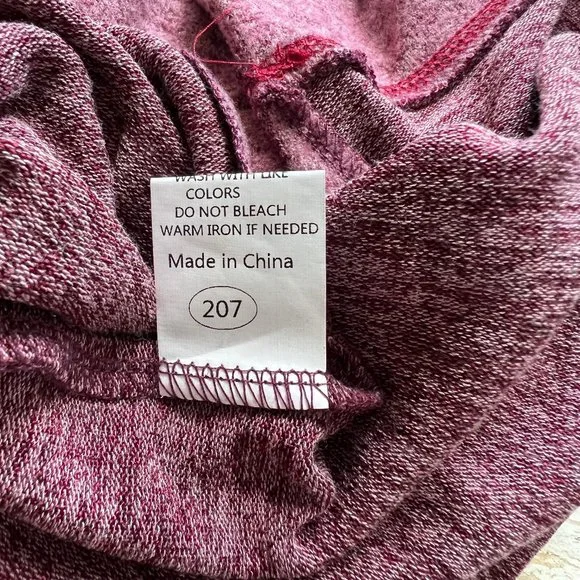 WASH WITH LIKE
COLORS
DO NOT BLEACH
WARM IRON IF NEEDED
Made in China
207